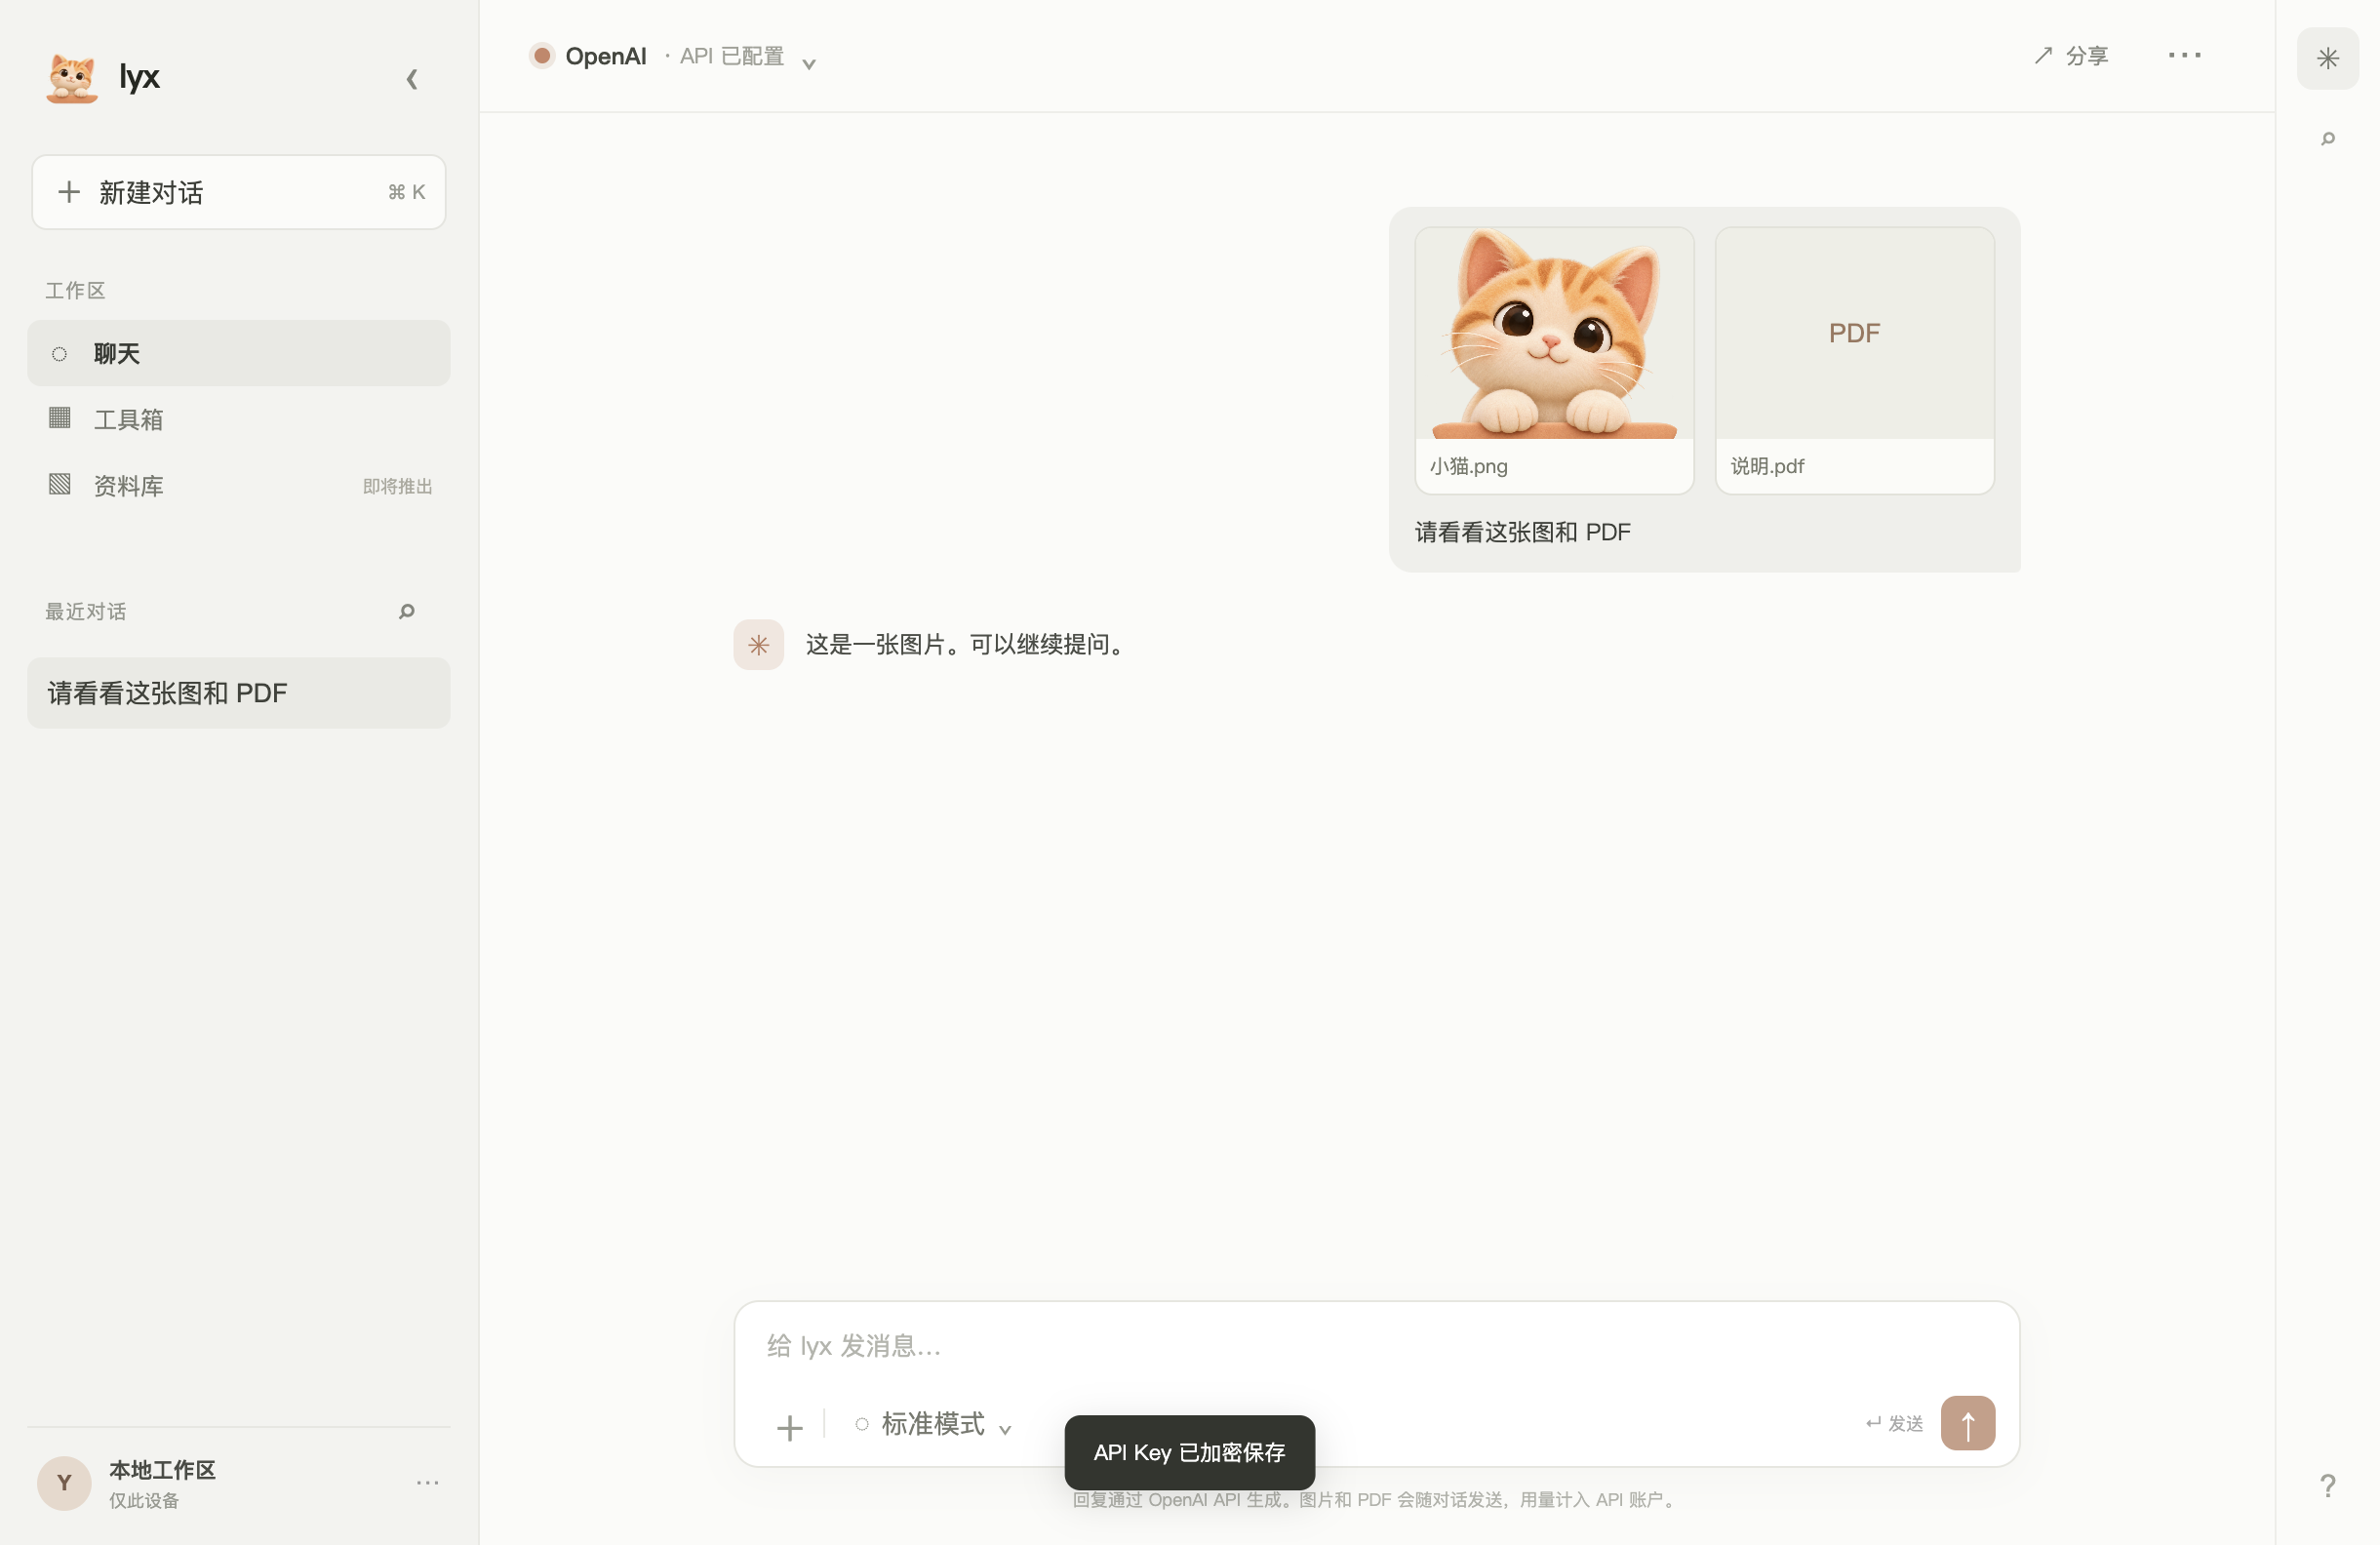 lyx
新建对话 ⌘ K
工作区
聊天
工具箱
资料库 即将推出
最近对话
请看看这张图和 PDF
Y
本地工作区
仅此设备
OpenAI · API 已配置
分享
PDF
小猫.png
说明.pdf
请看看这张图和 PDF
这是一张图片。可以继续提问。
给 lyx 发消息...
标准模式
↵ 发送
API Key 已加密保存
回复通过 OpenAI API 生成。图片和 PDF 会随对话发送，用量计入 API 账户。
?